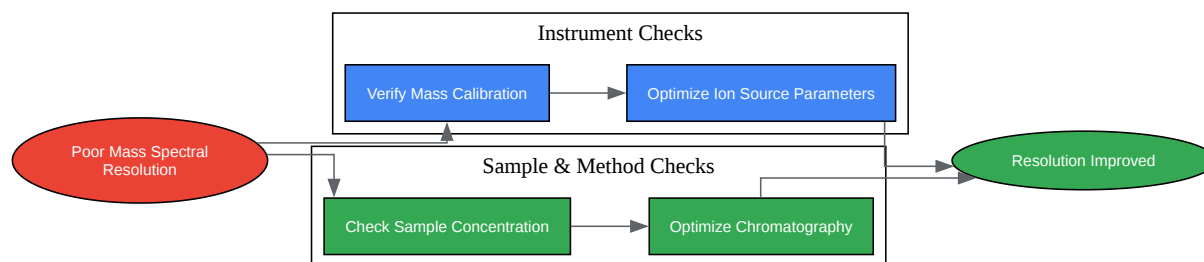 Instrument Checks
Verify Mass Calibration
Optimize Ion Source Parameters
Poor Mass Spectral
Resolution
Sample & Method Checks
Resolution Improved
Check Sample Concentration
Optimize Chromatography